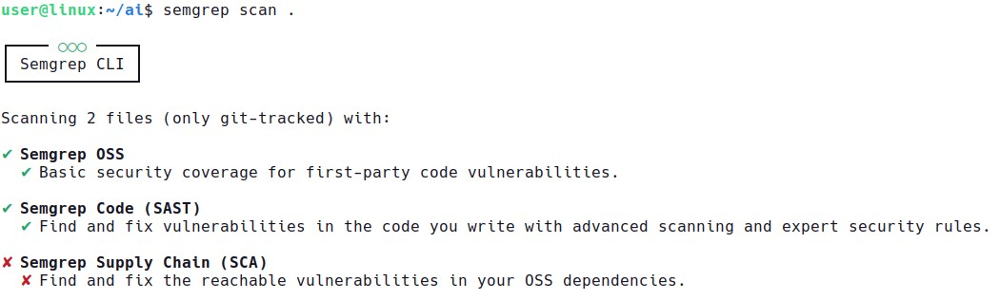 user@linux:~/ai$ semgrep scan .
○○○
Semgrep CLI
Scanning 2 files (only git-tracked) with:
✔ Semgrep OSS
✔ Basic security coverage for first-party code vulnerabilities.
✔ Semgrep Code (SAST)
✔ Find and fix vulnerabilities in the code you write with advanced scanning and expert security rules.
✘ Semgrep Supply Chain (SCA)
✘ Find and fix the reachable vulnerabilities in your OSS dependencies.